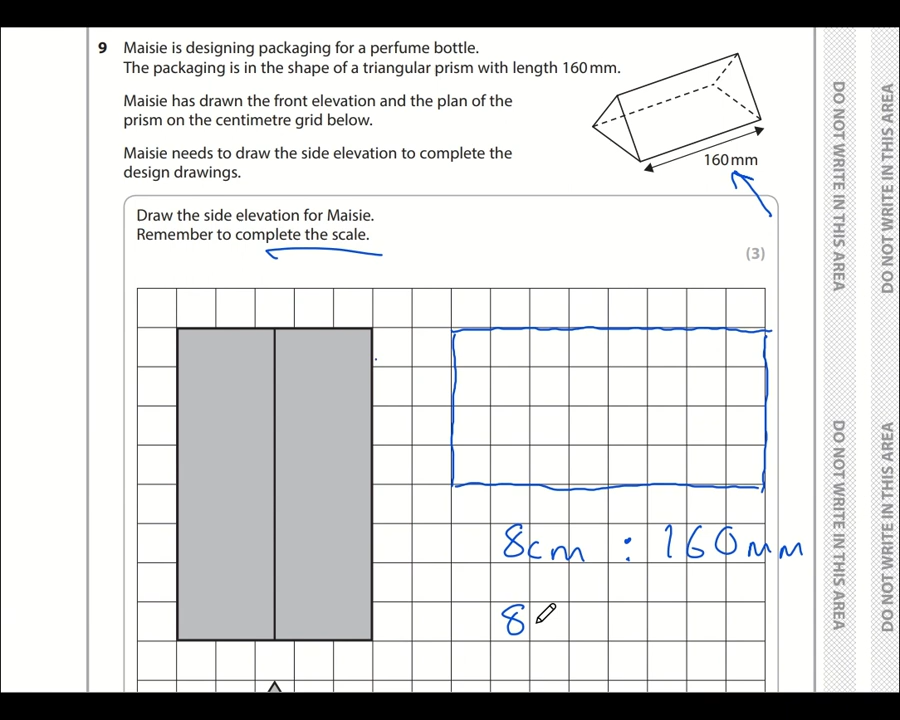 9 Maisie is designing packaging for a perfume bottle.
The packaging is in the shape of a triangular prism with length 160 mm.
Maisie has drawn the front elevation and the plan of the
prism on the centimetre grid below.
Maisie needs to draw the side elevation to complete the
design drawings.
160 mm
Draw the side elevation for Maisie.
Remember to complete the scale.
(3)
8cm : 160mm
8
DO NOT WRITE IN THIS AREA
DO NOT WRITE IN THIS AREA
DO NOT WRITE IN THIS AREA
DO NOT WRITE IN THIS AREA